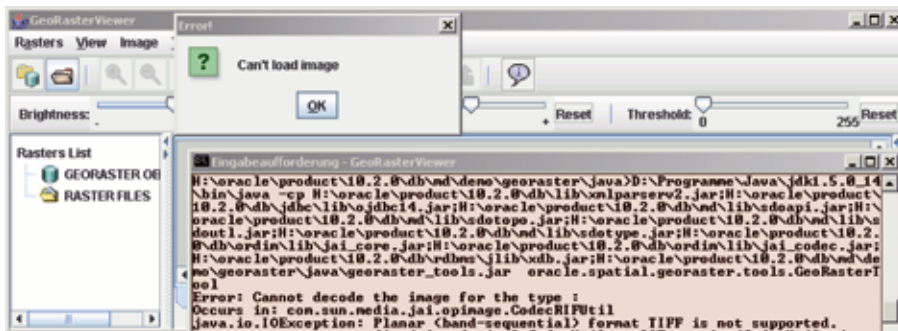 GeoRasterViewer
Error!
Rasters View Image
Can't load image
OK
Brightness:
-
+ Reset
Threshold:
0
255 Reset
Rasters List
GEORASTER OB
RASTER FILES
Eingabeaufforderung - GeoRasterViewer
H:\oracle\product\10.2.0\db\md\demo\georaster\java>D:\Programme\Java\jdk1.5.0_14
\bin\java -cp H:\oracle\product\10.2.0\db\lib\xmlparserv2.jar;H:\oracle\product\
10.2.0\db\jdbc\lib\ojdbc14.jar;H:\oracle\product\10.2.0\db\md\lib\sdoapi.jar;H:\
oracle\product\10.2.0\db\md\lib\sdotopo.jar;H:\oracle\product\10.2.0\db\md\lib\s
doutl.jar;H:\oracle\product\10.2.0\db\md\lib\sdotype.jar;H:\oracle\product\10.2.
0\db\ordim\lib\jai_core.jar;H:\oracle\product\10.2.0\db\ordim\lib\jai_codec.jar;
H:\oracle\product\10.2.0\db\rdbms\jlib\xdb.jar;H:\oracle\product\10.2.0\db\md\de
mo\georaster\java\georaster_tools.jar oracle.spatial.georaster.tools.GeoRasterT
ool
Error: Cannot decode the image for the type :
Occurs in: com.sun.media.jai.opimage.CodecRIFUtil
java.io.IOException: Planar (band-sequential) format TIFF is not supported.